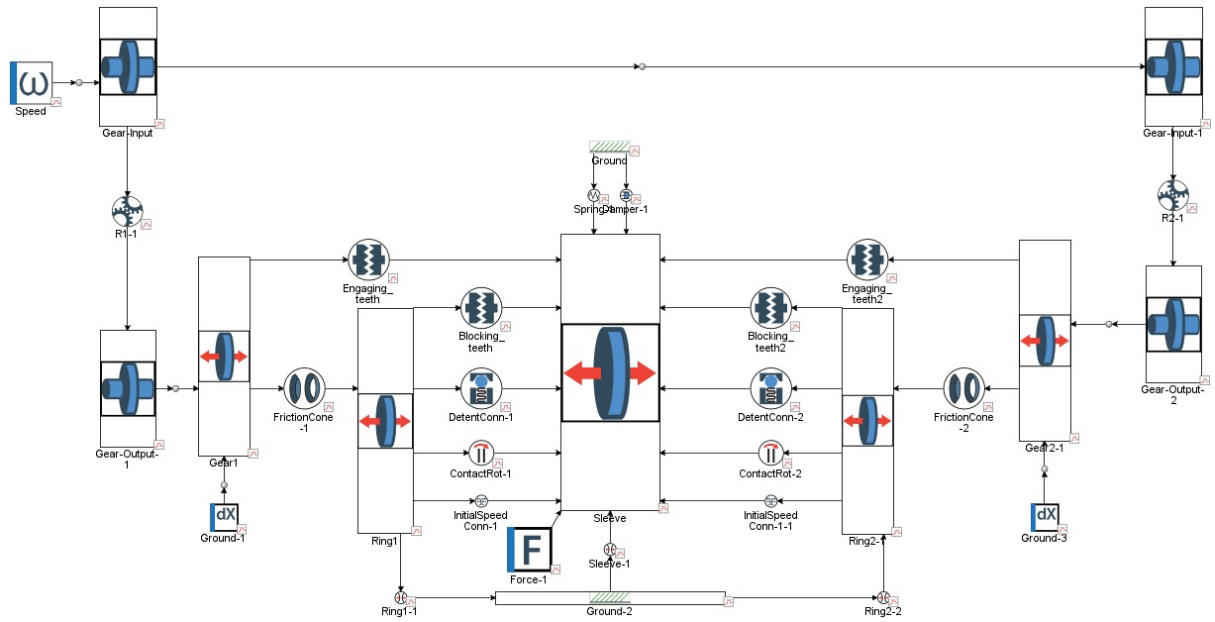 ω
Speed
Gear-Input
Gear-Input-1
Ground
Spring-1
Damper-1
R1-1
R2-1
Engaging_
teeth
Engaging_
teeth2
Blocking_
teeth
Blocking_
teeth2
Gear-Output-
1
Gear1
FrictionCone
-1
DetentConn-1
DetentConn-2
FrictionCone
-2
Gear2-1
Gear-Output-
2
ContactRot-1
ContactRot-2
dX
Ground-1
InitialSpeed
Conn-1
Sleeve
InitialSpeed
Conn-1-1
dX
Ground-3
Ring1
F
Force-1
Sleeve-1
Ring2-1
Ring1-1
Ground-2
Ring2-2